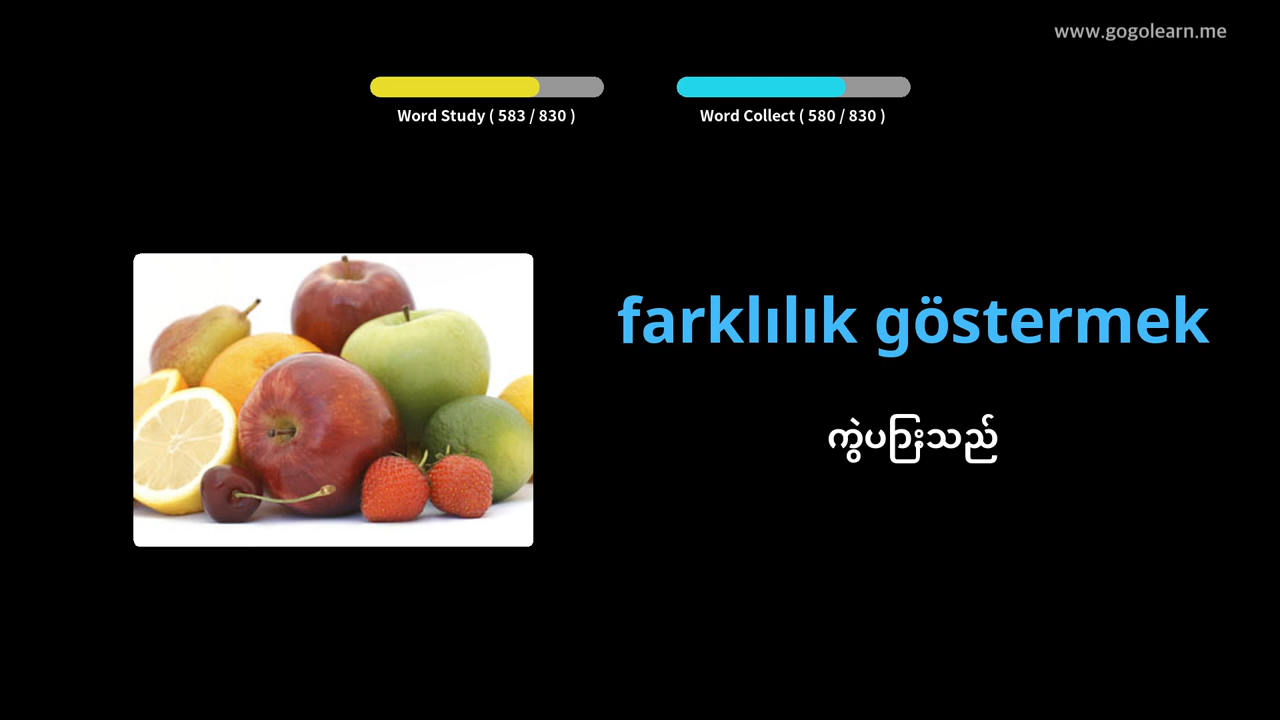 www.gogolearn.me
Word Study ( 583 / 830 )
Word Collect ( 580 / 830 )
farklılık göstermek
ကွဲပြားသည်